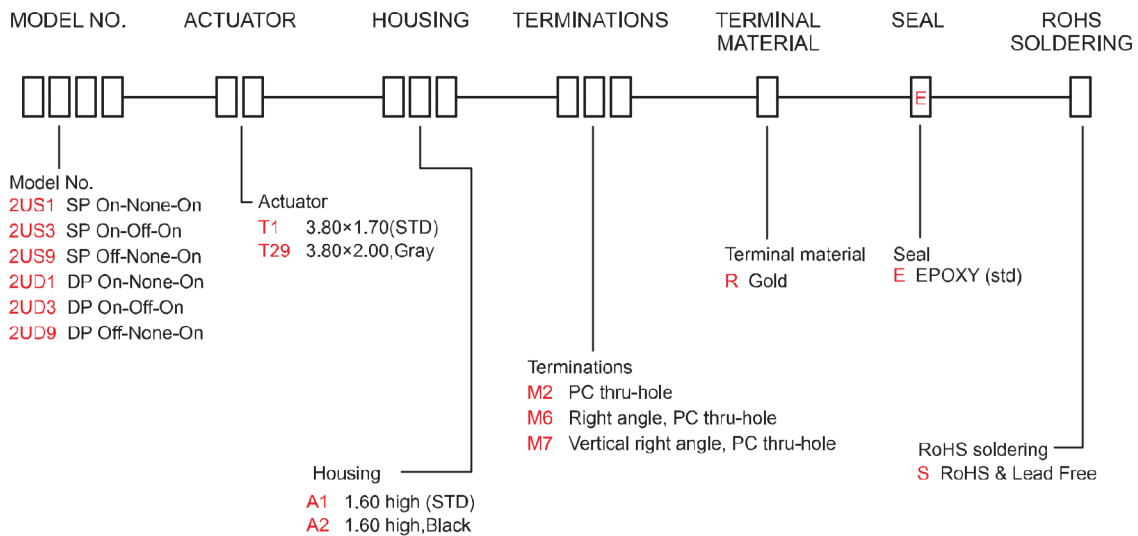 MODEL NO. ACTUATOR HOUSING TERMINATIONS TERMINAL MATERIAL SEAL ROHS SOLDERING
E
Model No.
2US1 SP On-None-On
2US3 SP On-Off-On
2US9 SP Off-None-On
2UD1 DP On-None-On
2UD3 DP On-Off-On
2UD9 DP Off-None-On
Actuator
T1 3.80×1.70(STD)
T29 3.80×2.00,Gray
Housing
A1 1.60 high (STD)
A2 1.60 high,Black
Terminations
M2 PC thru-hole
M6 Right angle, PC thru-hole
M7 Vertical right angle, PC thru-hole
Terminal material
R Gold
Seal
E EPOXY (std)
RoHS soldering
S RoHS & Lead Free